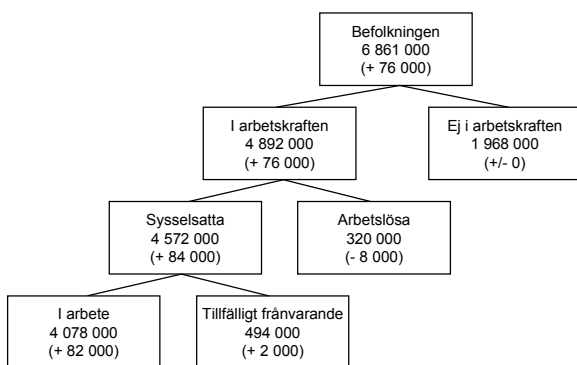 Befolkningen
6 861 000
(+ 76 000)
I arbetskraften
4 892 000
(+ 76 000)
Ej i arbetskraften
1 968 000
(+/- 0)
Sysselsatta
4 572 000
(+ 84 000)
Arbetslösa
320 000
(- 8 000)
I arbete
4 078 000
(+ 82 000)
Tillfälligt frånvarande
494 000
(+ 2 000)